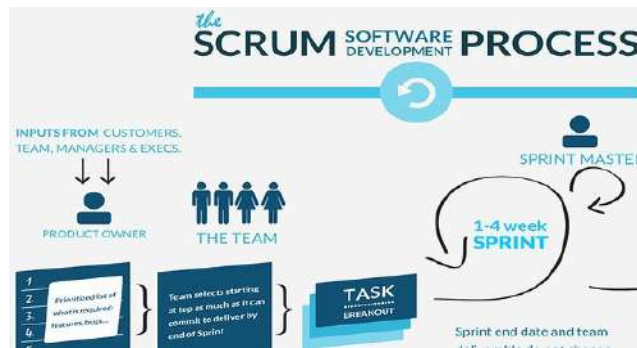 the
SCRUM SOFTWARE DEVELOPMENT PROCESS
INPUTS FROM CUSTOMERS,
TEAM, MANAGERS & EXECS.
PRODUCT OWNER
THE TEAM
SPRINT MASTE
1-4 week
SPRINT
1
2
3.
4.
Prioritized list of
what is required:
features, bugs...
Team selects starting
at top as much as it can
commit to deliver by
end of Sprint
TASK
BREAKOUT
Sprint end date and team